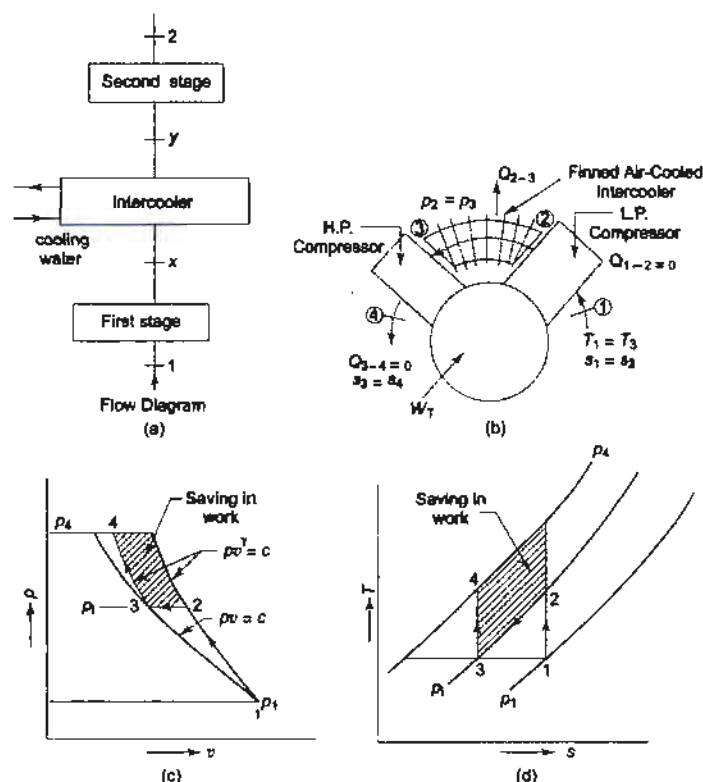 2
Second stage
y
Intercooler
cooling
water
x
First stage
1
Flow Diagram
(a)
Q2–3
Finned Air-Cooled
Intercooler
p2 = p3
L.P.
Compressor
H.P.
Compressor
3
2
Q1–2 = 0
4
1
T1 = T3
s1 = s2
Q3–4 = 0
s3 = s4
WT
(b)
Saving in
work
p4
4
pvγ = c
p
pi
3
2
pv = c
1
p1
v
(c)
p4
Saving in
work
T
4
2
3
1
pi
p1
s
(d)